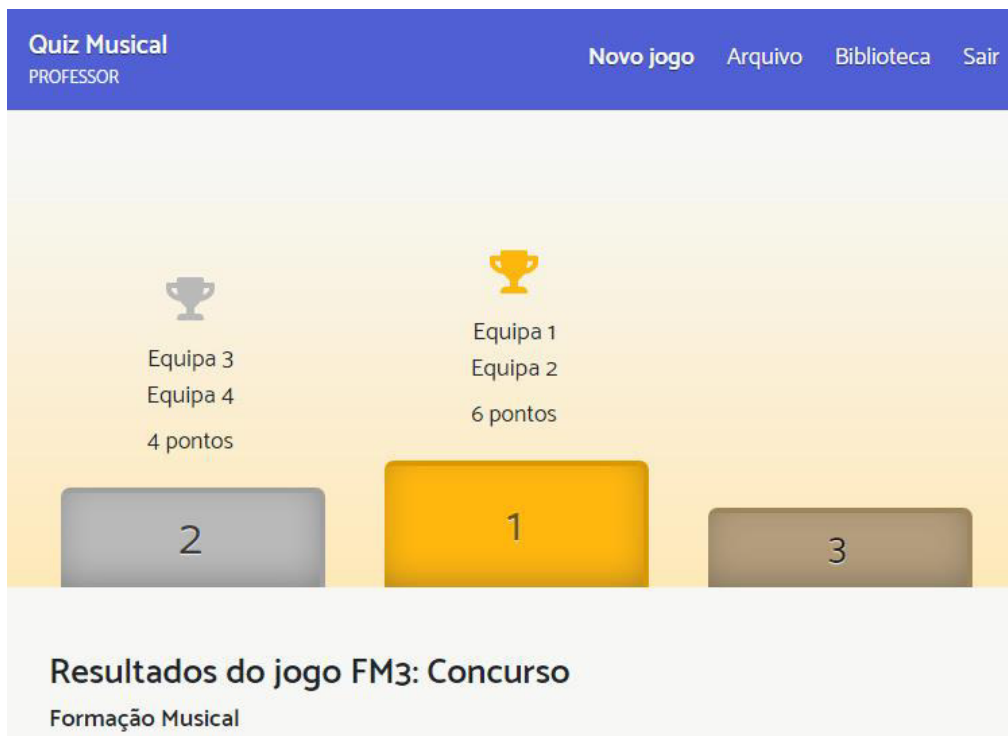 Quiz Musical
PROFESSOR
Novo jogo Arquivo Biblioteca Sair
Equipa 3
Equipa 4
4 pontos
2
Equipa 1
Equipa 2
6 pontos
1
3
Resultados do jogo FM3: Concurso
Formação Musical